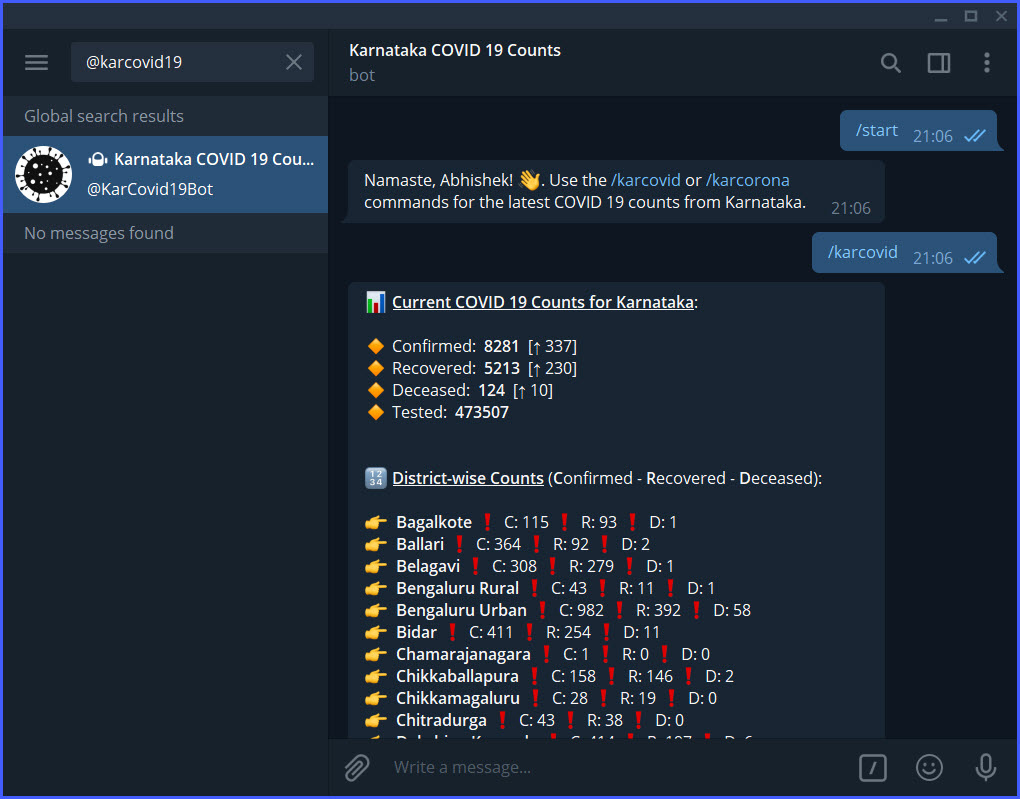 @karcovid19
Global search results
Karnataka COVID 19 Cou...
@KarCovid19Bot
No messages found
Karnataka COVID 19 Counts
bot
/start 21:06
Namaste, Abhishek! 👋. Use the /karcovid or /karcorona
commands for the latest COVID 19 counts from Karnataka. 21:06
/karcovid 21:06
📊 Current COVID 19 Counts for Karnataka:
🔶 Confirmed: 8281 [↑ 337]
🔶 Recovered: 5213 [↑ 230]
🔶 Deceased: 124 [↑ 10]
🔶 Tested: 473507
🔢 District-wise Counts (Confirmed - Recovered - Deceased):
👉 Bagalkote ❗ C: 115 ❗ R: 93 ❗ D: 1
👉 Ballari ❗ C: 364 ❗ R: 92 ❗ D: 2
👉 Belagavi ❗ C: 308 ❗ R: 279 ❗ D: 1
👉 Bengaluru Rural ❗ C: 43 ❗ R: 11 ❗ D: 1
👉 Bengaluru Urban ❗ C: 982 ❗ R: 392 ❗ D: 58
👉 Bidar ❗ C: 411 ❗ R: 254 ❗ D: 11
👉 Chamarajanagara ❗ C: 1 ❗ R: 0 ❗ D: 0
👉 Chikkaballapura ❗ C: 158 ❗ R: 146 ❗ D: 2
👉 Chikkamagaluru ❗ C: 28 ❗ R: 19 ❗ D: 0
👉 Chitradurga ❗ C: 43 ❗ R: 38 ❗ D: 0
Write a message...